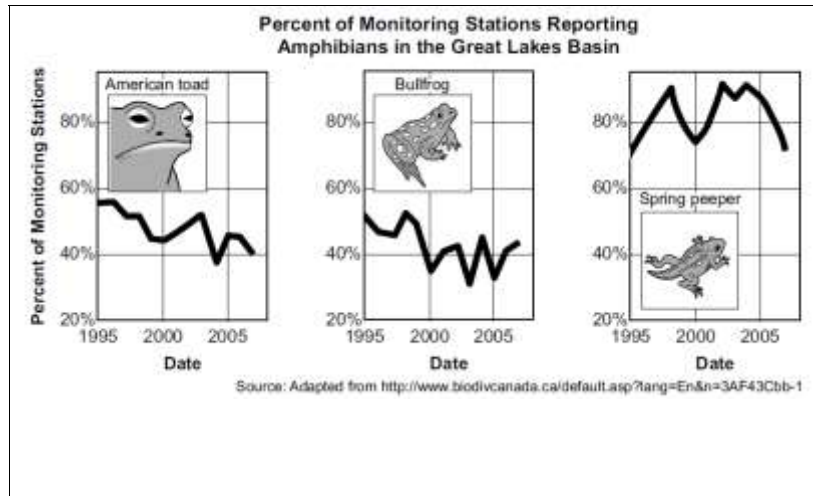 Percent of Monitoring Stations Reporting
Amphibians in the Great Lakes Basin
Percent of Monitoring Stations
American toad
80%
60%
40%
20%
1995 2000 2005
Date
Bullfrog
80%
60%
40%
20%
1995 2000 2005
Date
Spring peeper
80%
60%
40%
20%
1995 2000 2005
Date
Source: Adapted from http://www.biodivcanada.ca/default.asp?lang=En&n=3AF43Cbb-1